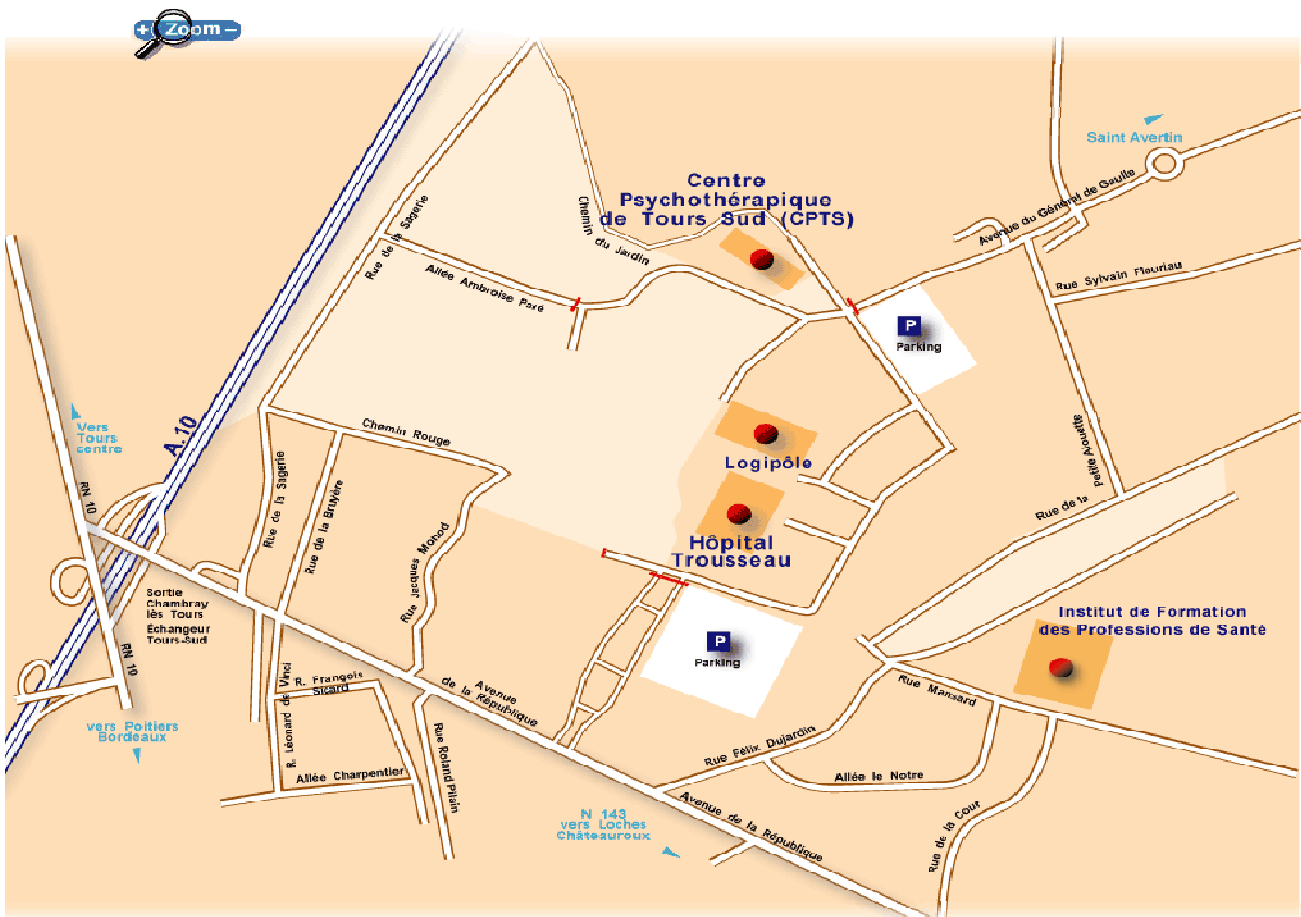 + Zoom –
Saint Avertin
Centre
Psychothérapique
de Tours Sud (CPTS)
Avenue du Général de Gaulle
Rue de la Sagerie
Chemin du Jardin
Allée Ambroise Paré
Rue Sylvain Fleuriau
P
Parking
A.10
Vers
Tours
centre
Chemin Rouge
Logipôle
Petite Arouette
Rue de la
RN 10
Rue de la Sagerie
Rue de la Bruyère
Rue Jacques Monod
Hôpital
Trousseau
Sortie
Chambray
lès Tours
Échangeur
Tours-Sud
RN 10
Institut de Formation
des Professions de Santé
P
Parking
R. François
Sicard
R. Léonard de Vinci
Avenue
de la République
Rue Mansard
vers Poitiers
Bordeaux
Rue Roland Pilain
Rue Félix Dujardin
Allée Charpentier
Allée le Notre
N 143
vers Loches
Châteauroux
Avenue de la République
Rue de la Cour